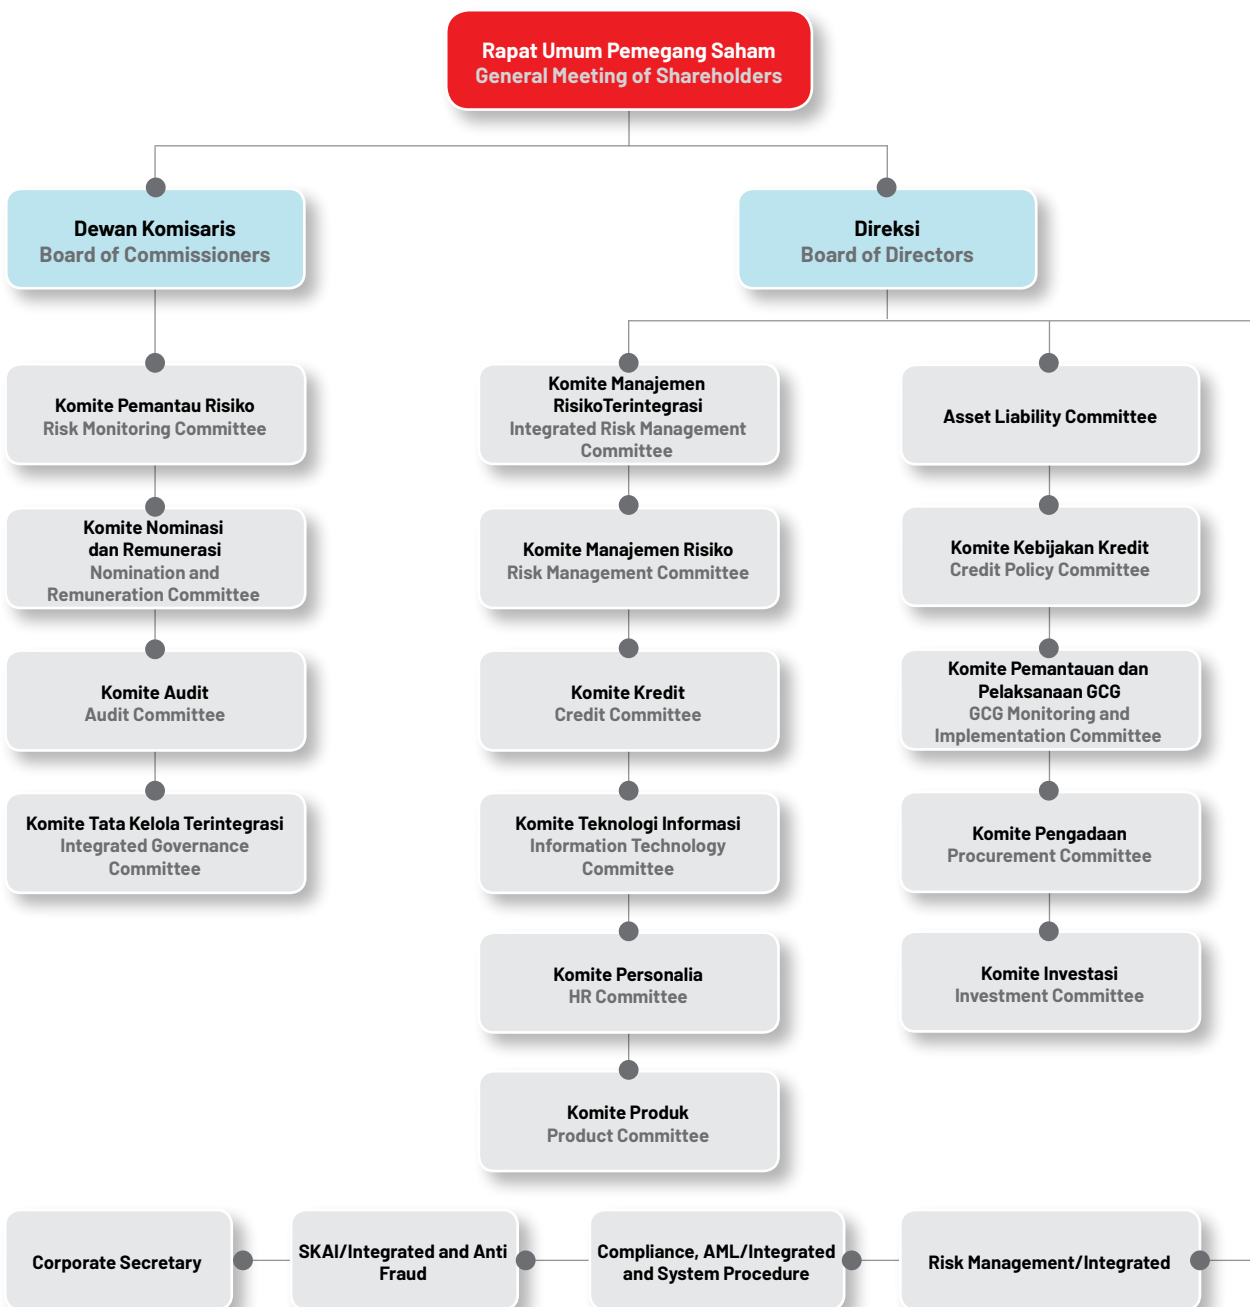 Rapat Umum Pemegang Saham
General Meeting of Shareholders
Dewan Komisaris
Board of Commissioners
Direksi
Board of Directors
Komite Pemantau Risiko
Risk Monitoring Committee
Komite Manajemen
RisikoTerintegrasi
Integrated Risk Management
Committee
Asset Liability Committee
Komite Nominasi
dan Remunerasi
Nomination and
Remuneration Committee
Komite Manajemen Risiko
Risk Management Committee
Komite Kebijakan Kredit
Credit Policy Committee
Komite Audit
Audit Committee
Komite Kredit
Credit Committee
Komite Pemantauan dan
Pelaksanaan GCG
GCG Monitoring and
Implementation Committee
Komite Tata Kelola Terintegrasi
Integrated Governance
Committee
Komite Teknologi Informasi
Information Technology
Committee
Komite Pengadaan
Procurement Committee
Komite Personalia
HR Committee
Komite Investasi
Investment Committee
Komite Produk
Product Committee
Corporate Secretary
SKAI/Integrated and Anti
Fraud
Compliance, AML/Integrated
and System Procedure
Risk Management/Integrated